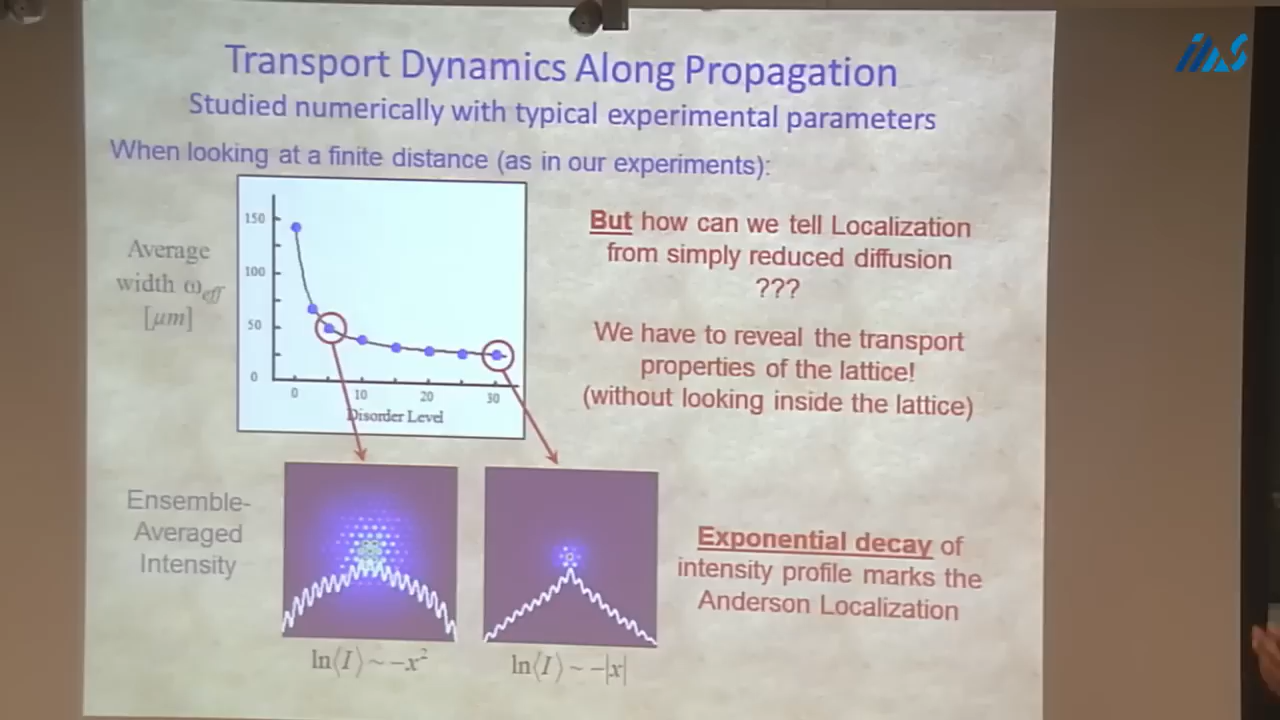 IAS
Transport Dynamics Along Propagation
Studied numerically with typical experimental parameters
When looking at a finite distance (as in our experiments):
Average
width ω_eff
[μm]
150
100
50
0
0
10
20
30
Disorder Level
But how can we tell Localization
from simply reduced diffusion
???
We have to reveal the transport
properties of the lattice!
(without looking inside the lattice)
Ensemble-
Averaged
Intensity
ln⟨I⟩ ~ −x²
ln⟨I⟩ ~ −|x|
Exponential decay of
intensity profile marks the
Anderson Localization